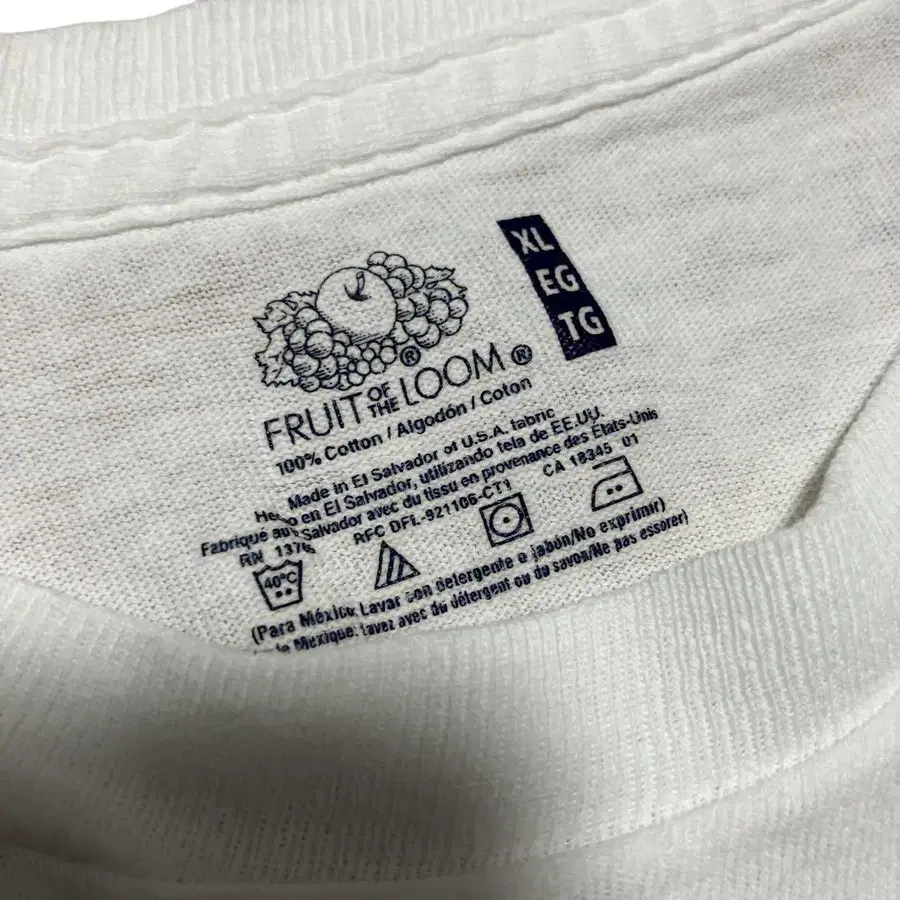 XL
EG
TG
®
FRUIT OF THE LOOM ®
100% Cotton / Algodón / Coton
Made in El Salvador of U.S.A. fabric
en El Salvador, utilizando tela de EE.UU.
Fabriqué au Salvador avec du tissu en provenance des États-Unis
RN RFC DFL-921106-CT1 CA 18345 01
40°C
(Para México: Lavar con detergente o jabón/No exprimir)
Mexique: lavez avec du détergent ou du savon/Ne pas essorer)